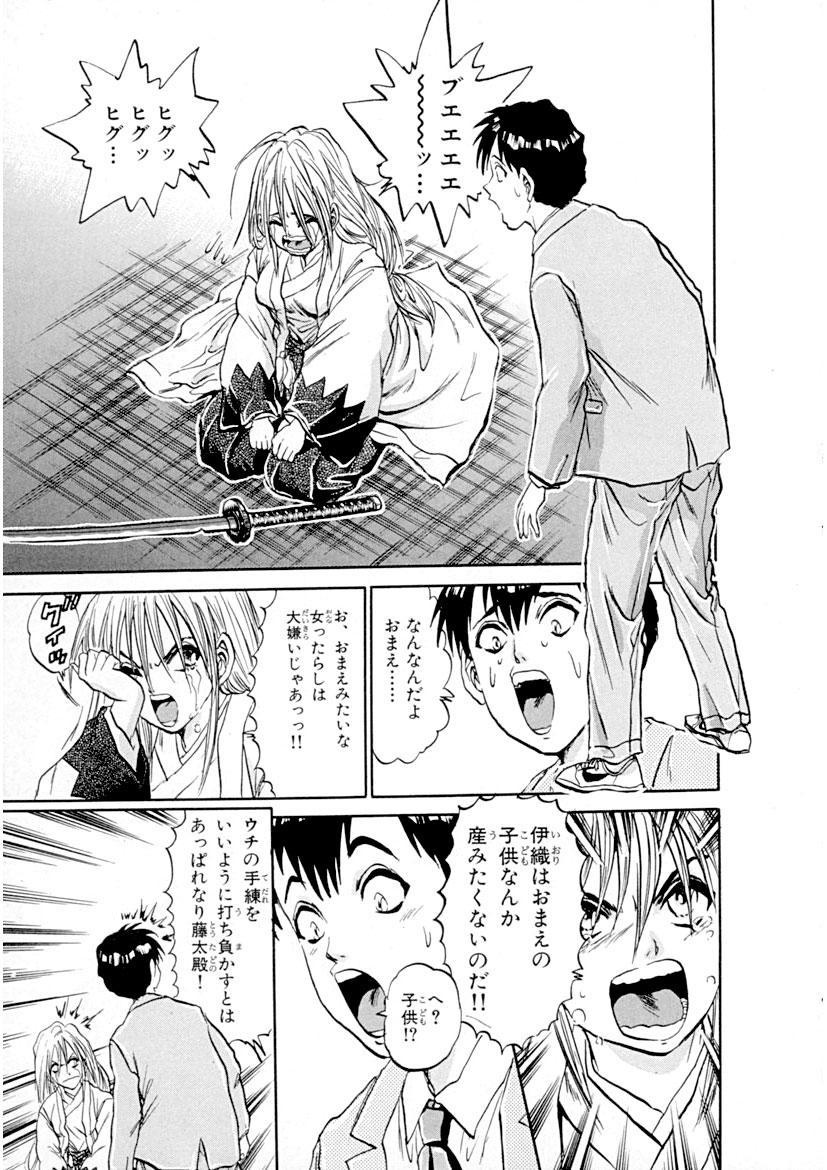 ブエエエエ
〜〜〜ッ…
ヒグッ
ヒグッ
ヒグ…
なんなんだよ
おまえ……
お、おまえみたいな
女ったらしは
大嫌いじゃあっっ!!
グイッ
伊織はおまえの
子供なんか
産みたくないのだ!!
へ?
子供!?
ウチの手練を
いいように打ち負かすとは
あっぱれなり藤太殿!